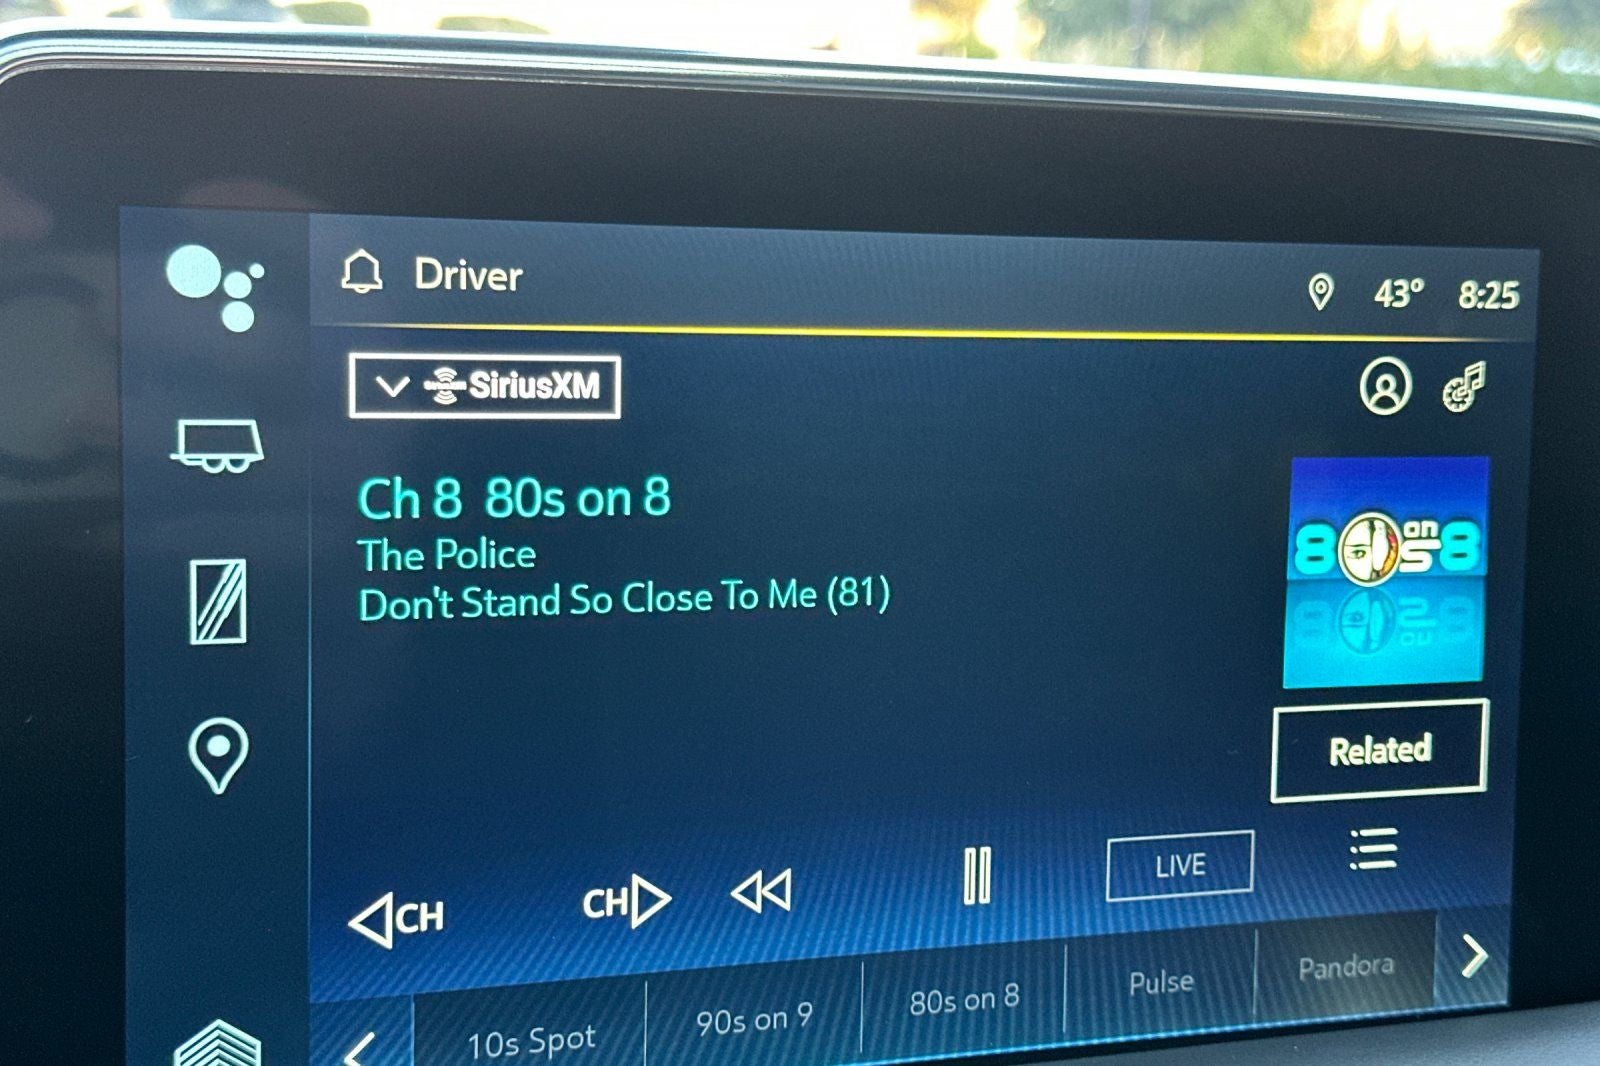 Driver
43° 8:25
SiriusXM
Ch 8 80s on 8
The Police
Don't Stand So Close To Me (81)
80s on 8
Related
CH
CH
LIVE
10s Spot
90s on 9
80s on 8
Pulse
Pandora